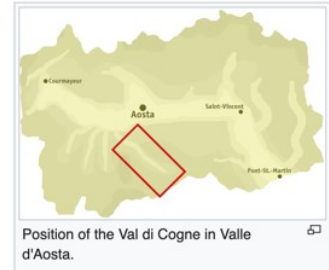 Courmayeur
Aosta
Saint-Vincent
Pont-St.-Martin
Position of the Val di Cogne in Valle
d'Aosta.